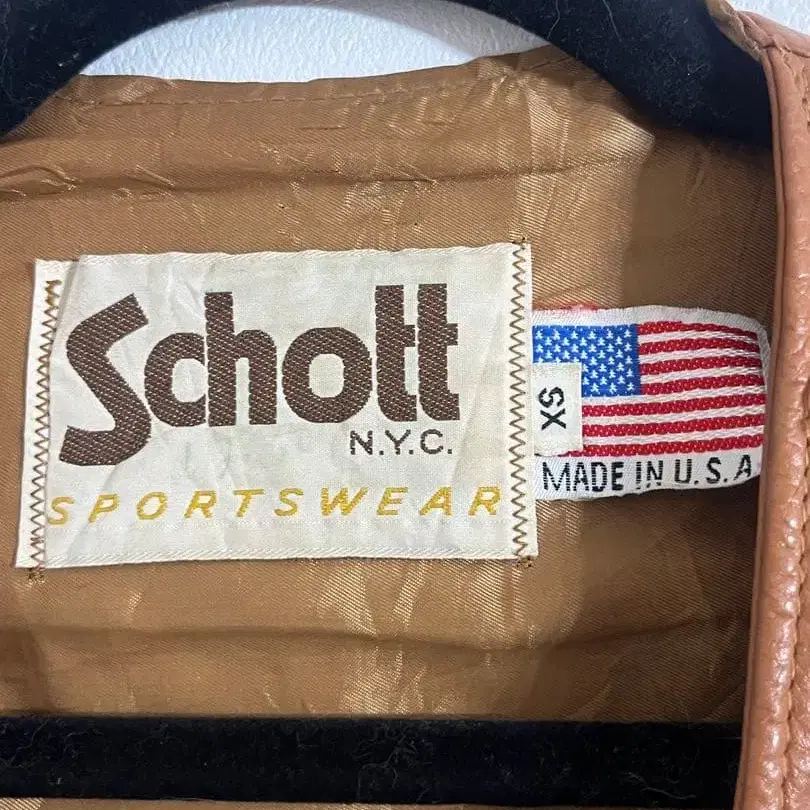 Schott
N.Y.C.
SPORTSWEAR
XS
MADE IN U.S.A.